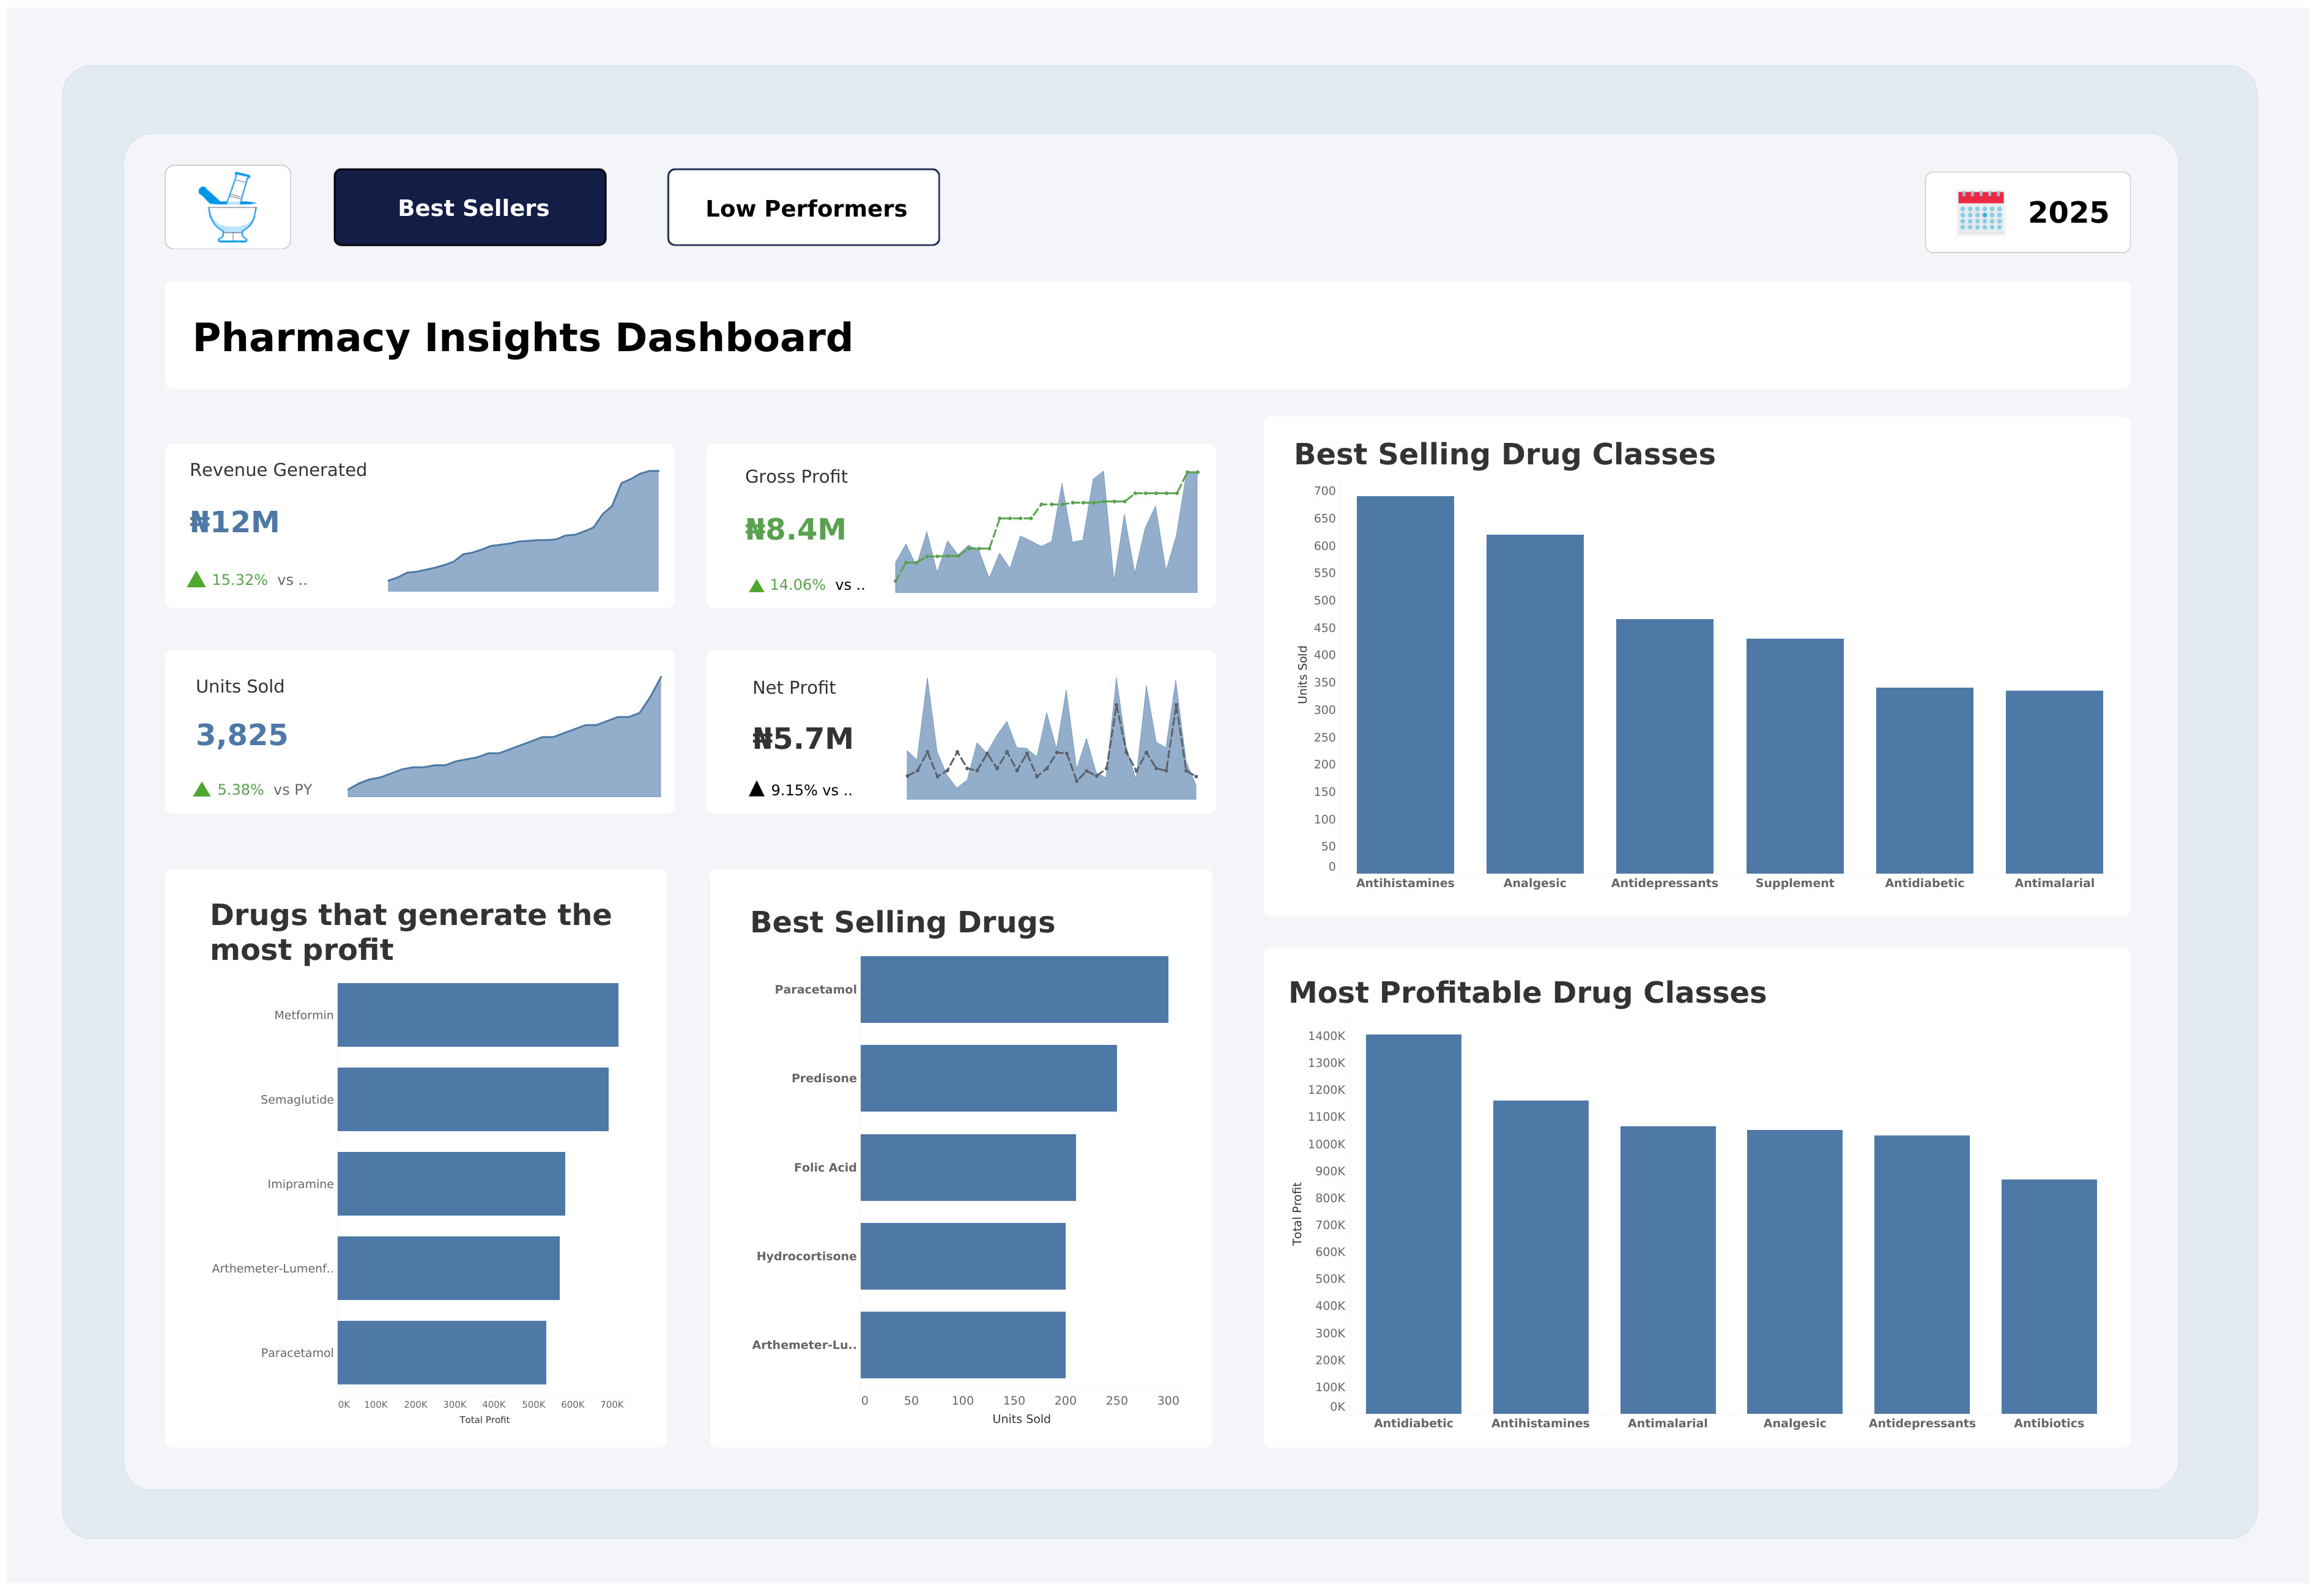 Best Sellers
Low Performers
2025
Pharmacy Insights Dashboard
Revenue Generated
₦12M
15.32% vs ..
Gross Profit
₦8.4M
14.06% vs ..
Units Sold
3,825
5.38% vs PY
Net Profit
₦5.7M
9.15% vs ..
Best Selling Drug Classes
700
650
600
550
500
450
400
350
300
250
200
150
100
50
0
Units Sold
Antihistamines Analgesic Antidepressants Supplement Antidiabetic Antimalarial
Drugs that generate the
most profit
Metformin
Semaglutide
Imipramine
Arthemeter-Lumenf..
Paracetamol
0K 100K 200K 300K 400K 500K 600K 700K
Total Profit
Best Selling Drugs
Paracetamol
Predisone
Folic Acid
Hydrocortisone
Arthemeter-Lu..
0 50 100 150 200 250 300
Units Sold
Most Profitable Drug Classes
1400K
1300K
1200K
1100K
1000K
900K
800K
700K
600K
500K
400K
300K
200K
100K
0K
Total Profit
Antidiabetic Antihistamines Antimalarial Analgesic Antidepressants Antibiotics